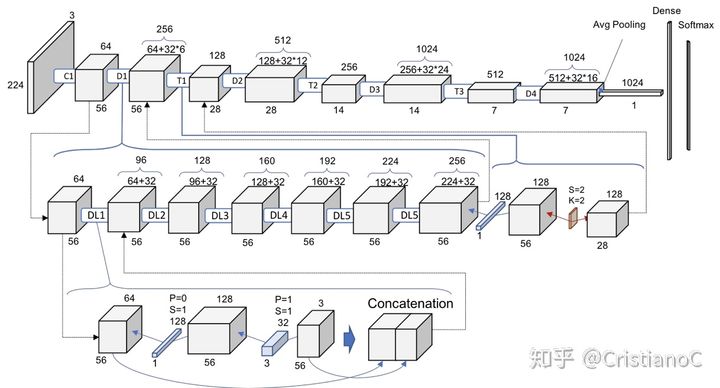 3
64
256
64+32*6
128
512
128+32*12
256
1024
256+32*24
512
1024
512+32*16
Avg Pooling
1024
Dense
Softmax
224
C1
D1
T1
D2
T2
D3
T3
D4
56
56
28
28
14
14
7
7
1
64
96
64+32
128
96+32
160
128+32
192
160+32
224
192+32
256
224+32
128
128
S=2
K=2
128
DL1
DL2
DL3
DL4
DL5
DL5
56
56
56
56
56
56
56
1
56
28
64
P=0
S=1
128
128
P=1
S=1
32
3
Concatenation
56
1
56
3
56
知乎 @CristianoC